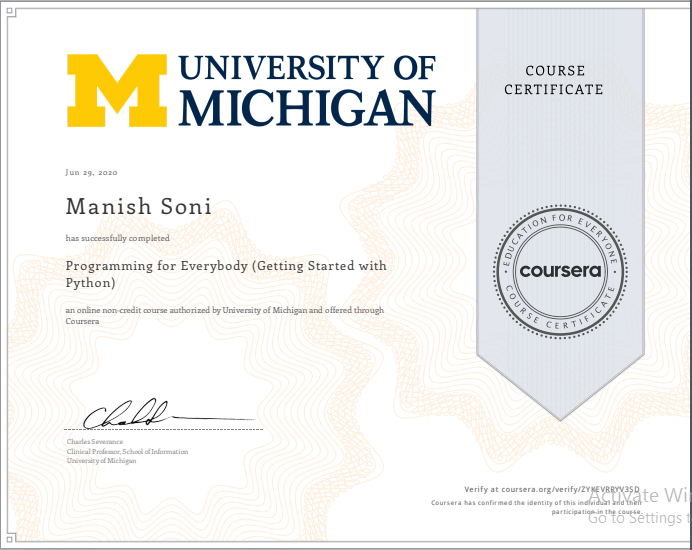 UNIVERSITY OF
MICHIGAN
COURSE
CERTIFICATE
Jun 29, 2020
Manish Soni
has successfully completed
Programming for Everybody (Getting Started with
Python)
an online non-credit course authorized by University of Michigan and offered through
Coursera
EDUCATION FOR EVERYONE
coursera
COURSE CERTIFICATE
Charles Severance
Clinical Professor, School of Information
University of Michigan
Verify at coursera.org/verify/
Coursera has confirmed the identity of this individual and their
participation in the course.
Activate Wi
Go to Settings t